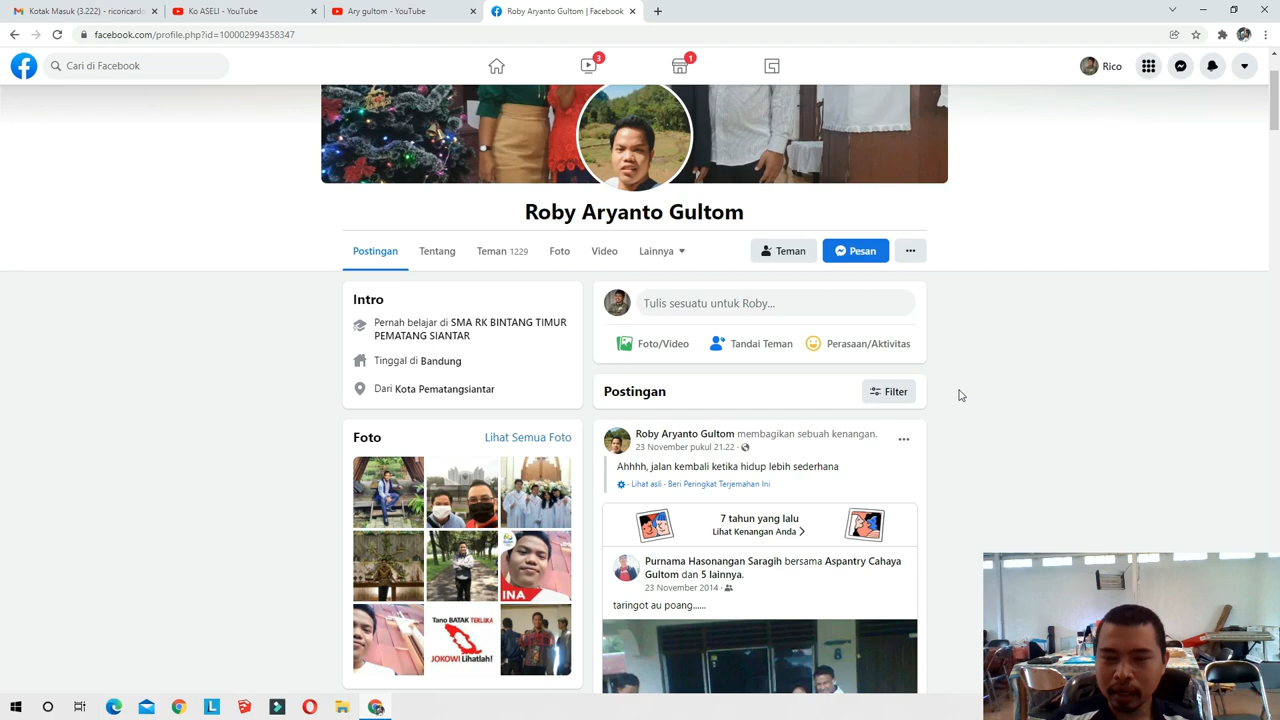 Kotak Masuk (3.222) - ricoricard
Ko ASELI - YouTube
Ary gultom - YouTube
Roby Aryanto Gultom | Facebook
facebook.com/profile.php?id=100002994358347
Cari di Facebook
3
1
Rico
Roby Aryanto Gultom
Postingan
Tentang
Teman 1229
Foto
Video
Lainnya
Teman
Pesan
Intro
Pernah belajar di SMA RK BINTANG TIMUR
PEMATANG SIANTAR
Tinggal di Bandung
Dari Kota Pematangsiantar
Foto
Lihat Semua Foto
INA
Tano BATAK TERLUKA
JOKOWI Lihatlah!
Tulis sesuatu untuk Roby...
Foto/Video
Tandai Teman
Perasaan/Aktivitas
Postingan
Filter
Roby Aryanto Gultom membagikan sebuah kenangan.
23 November pukul 21.22 ·
Ahhhh, jalan kembali ketika hidup lebih sederhana
· Lihat asli · Beri Peringkat Terjemahan Ini
7 tahun yang lalu
Lihat Kenangan Anda >
Purnama Hasonangan Saragih bersama Aspantry Cahaya
Gultom dan 5 lainnya.
23 November 2014 ·
taringot au poang......
8